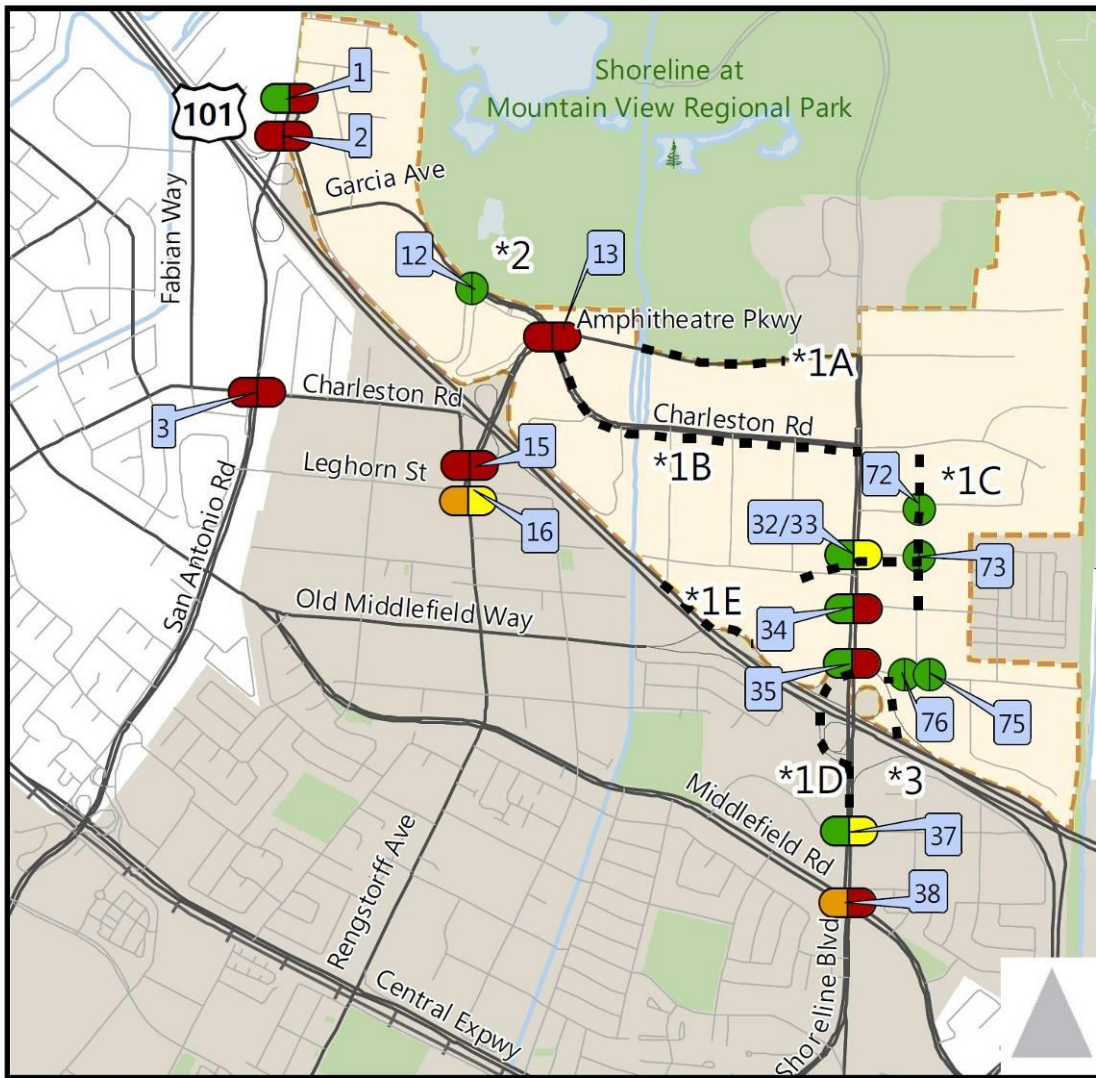 Shoreline at
Mountain View Regional Park
1
101
2
Garcia Ave
Fabian Way
12
*2
13
Amphitheatre Pkwy
*1A
3
Charleston Rd
Charleston Rd
15
*1B
Leghorn St
72
*1C
16
32/33
73
San Antonio Rd
*1E
34
Old Middlefield Way
35
76
75
*1D
*3
Middlefield Rd
37
Rengstorff Ave
38
Shoreline Blvd
Central Expwy